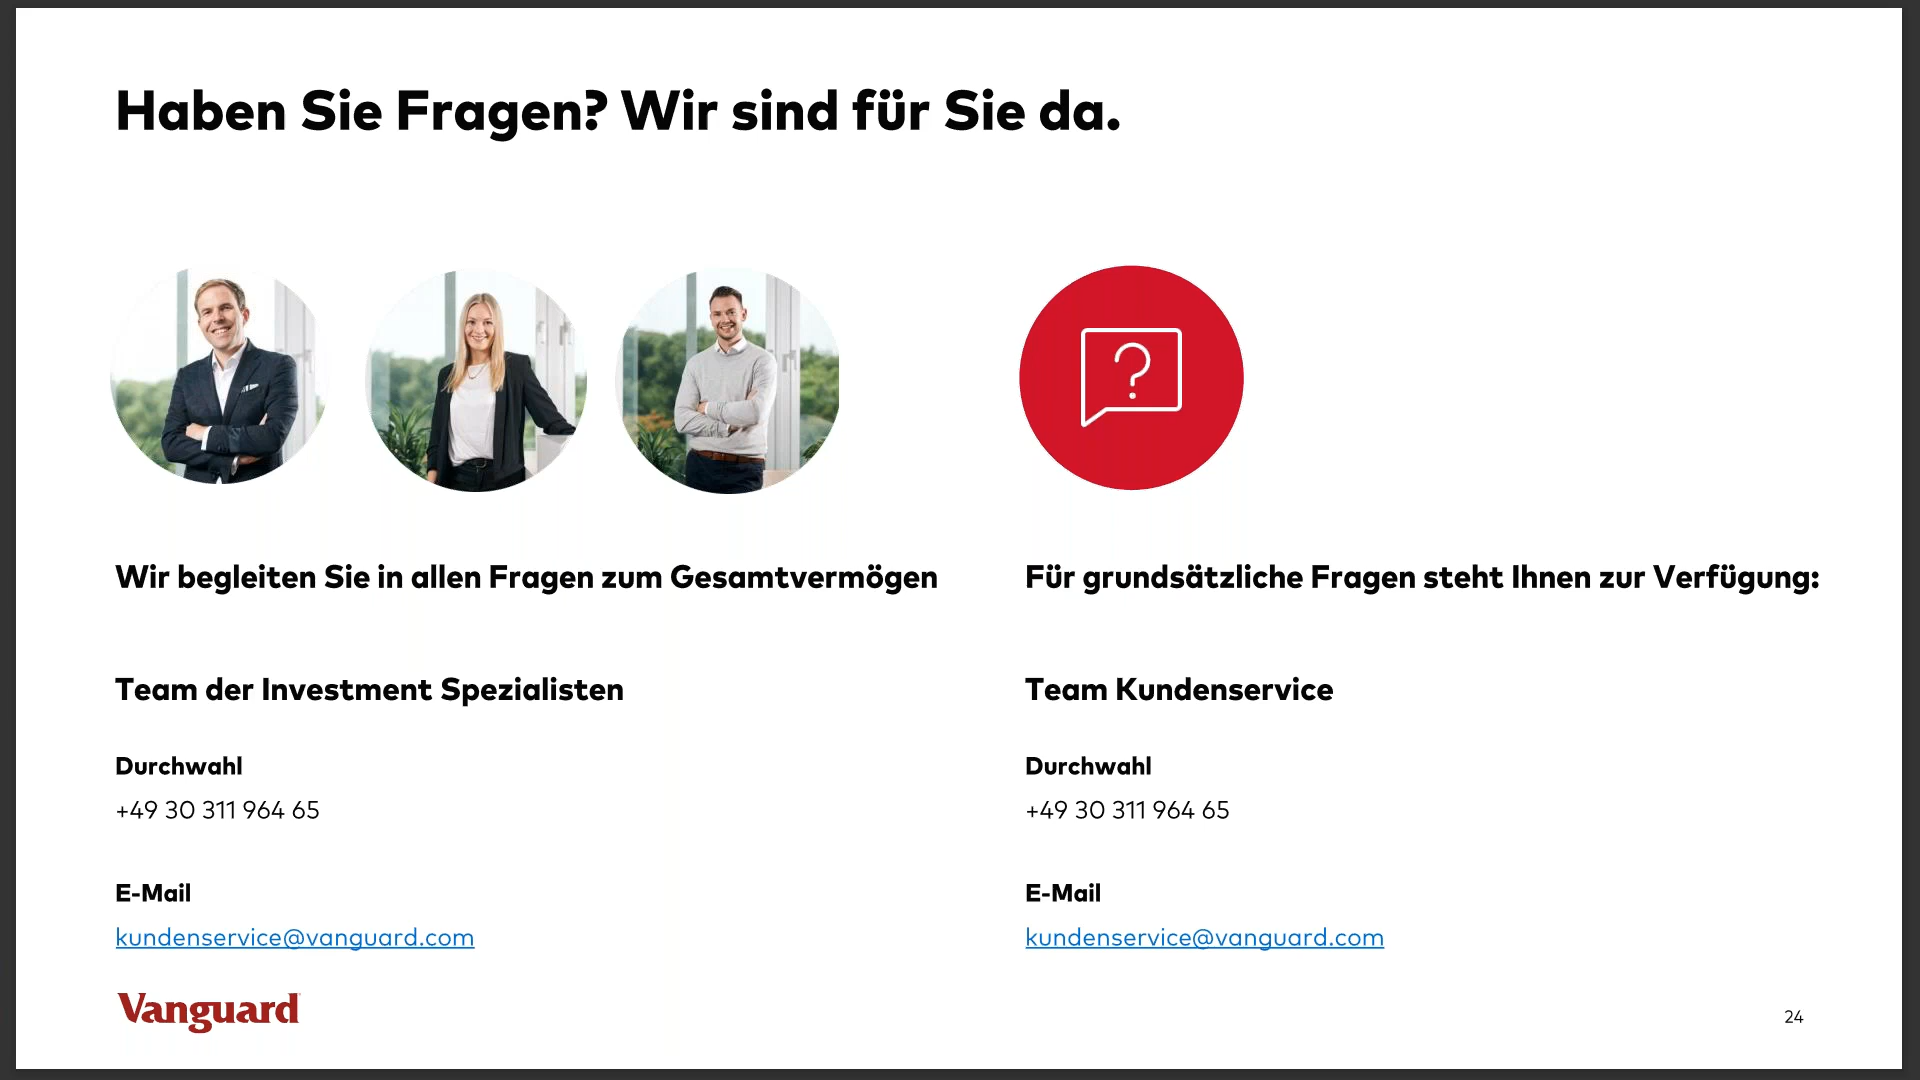 Haben Sie Fragen? Wir sind für Sie da.
Wir begleiten Sie in allen Fragen zum Gesamtvermögen
Team der Investment Spezialisten
Durchwahl
+49 30 311 964 65
E-Mail
kundenservice@vanguard.com
?
Für grundsätzliche Fragen steht Ihnen zur Verfügung:
Team Kundenservice
Durchwahl
+49 30 311 964 65
E-Mail
kundenservice@vanguard.com
Vanguard
24